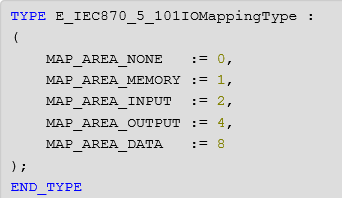 TYPE E_IEC870_5_101IOMappingType :
(
    MAP_AREA_NONE   := 0,
    MAP_AREA_MEMORY := 1,
    MAP_AREA_INPUT  := 2,
    MAP_AREA_OUTPUT := 4,
    MAP_AREA_DATA   := 8
);
END_TYPE